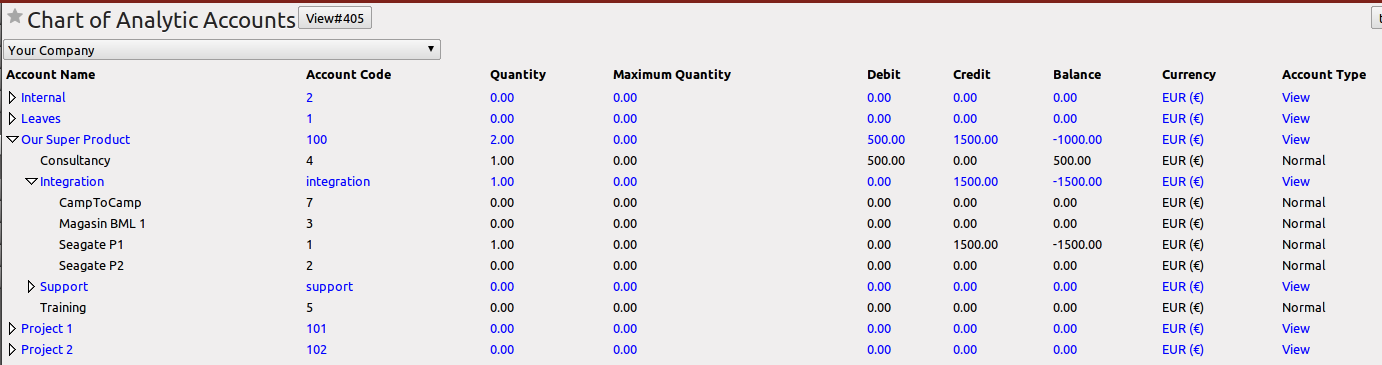 Chart of Analytic Accounts View#405
Your Company
Account Name Account Code Quantity Maximum Quantity Debit Credit Balance Currency Account Type
Internal 2 0.00 0.00 0.00 0.00 0.00 EUR (€) View
Leaves 1 0.00 0.00 0.00 0.00 0.00 EUR (€) View
Our Super Product 100 2.00 0.00 500.00 1500.00 -1000.00 EUR (€) View
Consultancy 4 1.00 0.00 500.00 0.00 500.00 EUR (€) Normal
Integration integration 1.00 0.00 0.00 1500.00 -1500.00 EUR (€) View
CampToCamp 7 0.00 0.00 0.00 0.00 0.00 EUR (€) Normal
Magasin BML 1 3 0.00 0.00 0.00 0.00 0.00 EUR (€) Normal
Seagate P1 1 1.00 0.00 0.00 1500.00 -1500.00 EUR (€) Normal
Seagate P2 2 0.00 0.00 0.00 0.00 0.00 EUR (€) Normal
Support support 0.00 0.00 0.00 0.00 0.00 EUR (€) View
Training 5 0.00 0.00 0.00 0.00 0.00 EUR (€) Normal
Project 1 101 0.00 0.00 0.00 0.00 0.00 EUR (€) View
Project 2 102 0.00 0.00 0.00 0.00 0.00 EUR (€) View